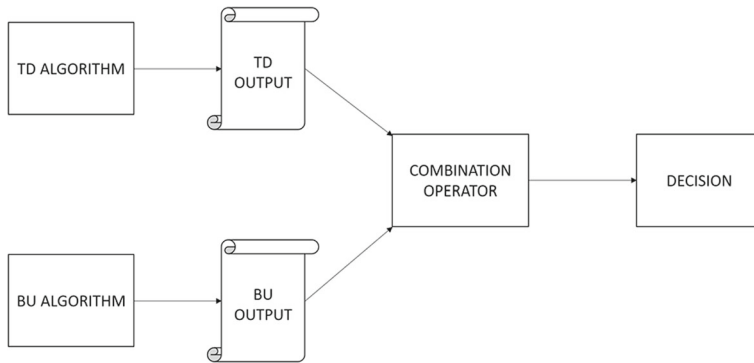 TD ALGORITHM
TD
OUTPUT
COMBINATION
OPERATOR
DECISION
BU ALGORITHM
BU
OUTPUT